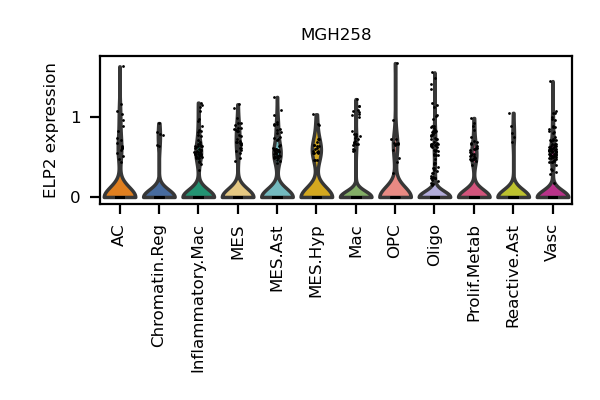 MGH258
ELP2 expression
1
0
AC
Chromatin.Reg
Inflammatory.Mac
MES
MES.Ast
MES.Hyp
Mac
OPC
Oligo
Prolif.Metab
Reactive.Ast
Vasc